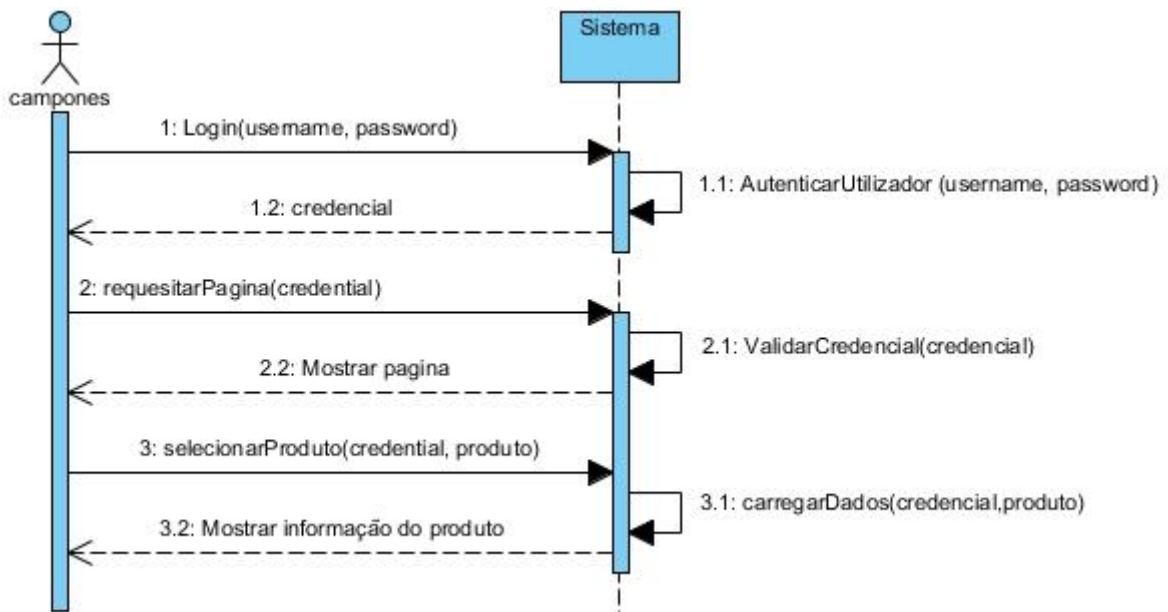 Sistema
campones
1: Login(username, password)
1.1: AutenticarUtilizador (username, password)
1.2: credencial
2: requesitarPagina(credential)
2.1: ValidarCredencial(credencial)
2.2: Mostrar pagina
3: selecionarProduto(credential, produto)
3.1: carregarDados(credencial,produto)
3.2: Mostrar informação do produto